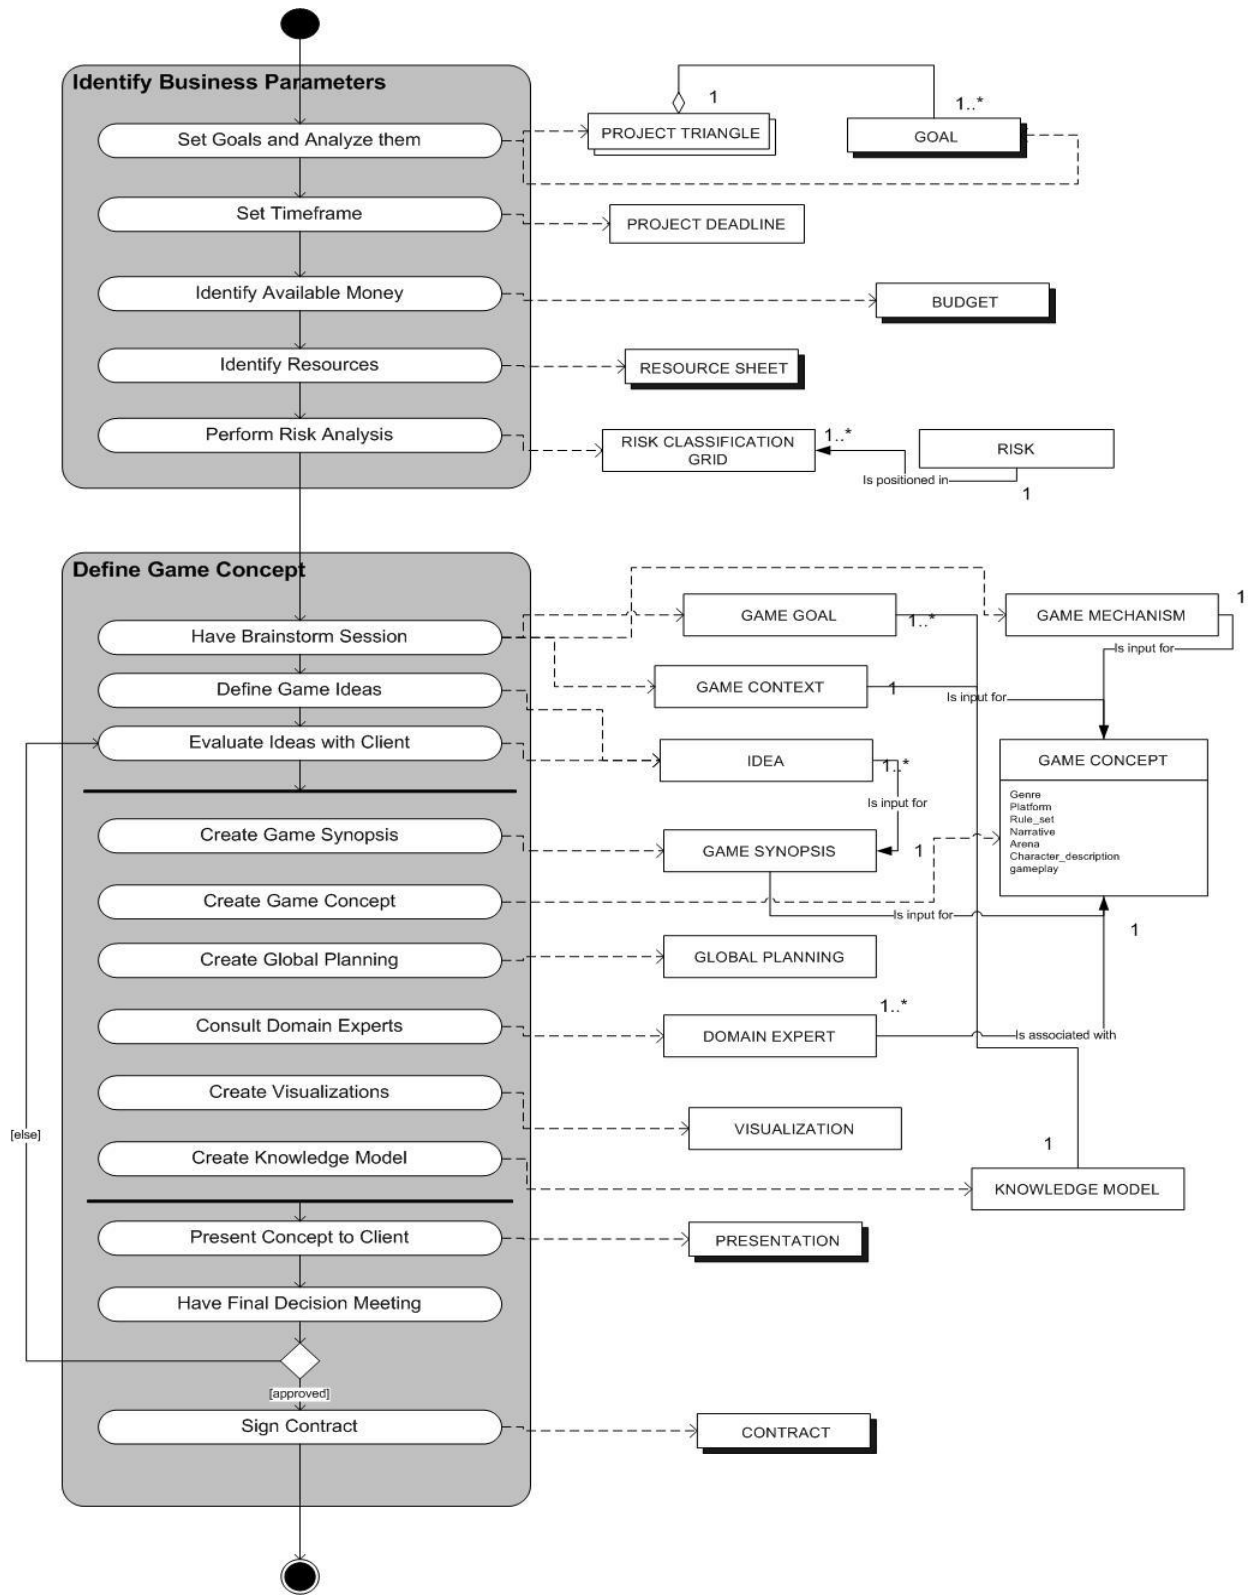 Identify Business Parameters
1
1..*
Set Goals and Analyze them
PROJECT TRIANGLE
GOAL
Set Timeframe
PROJECT DEADLINE
Identify Available Money
BUDGET
Identify Resources
RESOURCE SHEET
Perform Risk Analysis
RISK CLASSIFICATION
GRID
1..*
RISK
Is positioned in
1
Define Game Concept
Have Brainstorm Session
GAME GOAL
1..*
GAME MECHANISM
1
Is input for
Define Game Ideas
GAME CONTEXT
1
Is input for
Evaluate Ideas with Client
IDEA
1..*
Is input for
GAME CONCEPT
Genre
Platform
Rule_set
Narrative
Arena
Character_description
gameplay
Create Game Synopsis
GAME SYNOPSIS
1
Create Game Concept
Is input for
1
Create Global Planning
GLOBAL PLANNING
Consult Domain Experts
DOMAIN EXPERT
1..*
Is associated with
Create Visualizations
VISUALIZATION
[else]
Create Knowledge Model
1
KNOWLEDGE MODEL
Present Concept to Client
PRESENTATION
Have Final Decision Meeting
[approved]
Sign Contract
CONTRACT